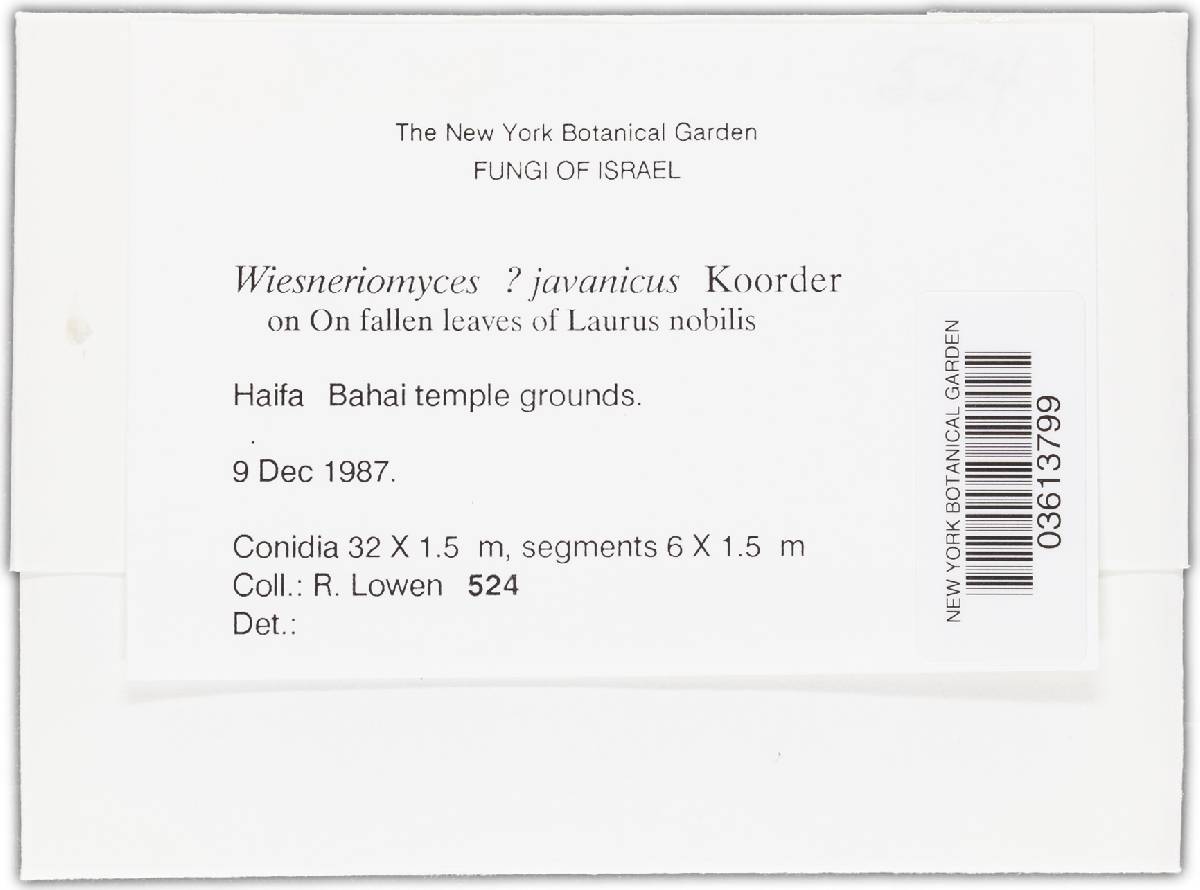 524
The New York Botanical Garden
FUNGI OF ISRAEL
Wiesneriomyces ? javanicus Koorder
on On fallen leaves of Laurus nobilis
Haifa Bahai temple grounds.
.
9 Dec 1987.
Conidia 32 X 1.5 m, segments 6 X 1.5 m
Coll.: R. Lowen 524
Det.:
NEW YORK BOTANICAL GARDEN
03613799